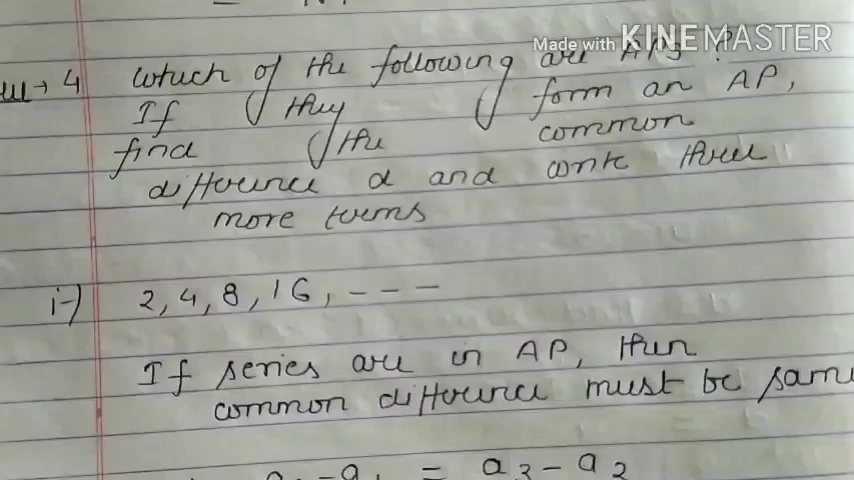 Made with KINEMASTER
→ 4 Which of the following are APs ?
If they form an AP,
find the common
difference d and write three
more terms
i-) 2, 4, 8, 16, - - -
If series are in AP, then
common difference must be same
= a3 - a2